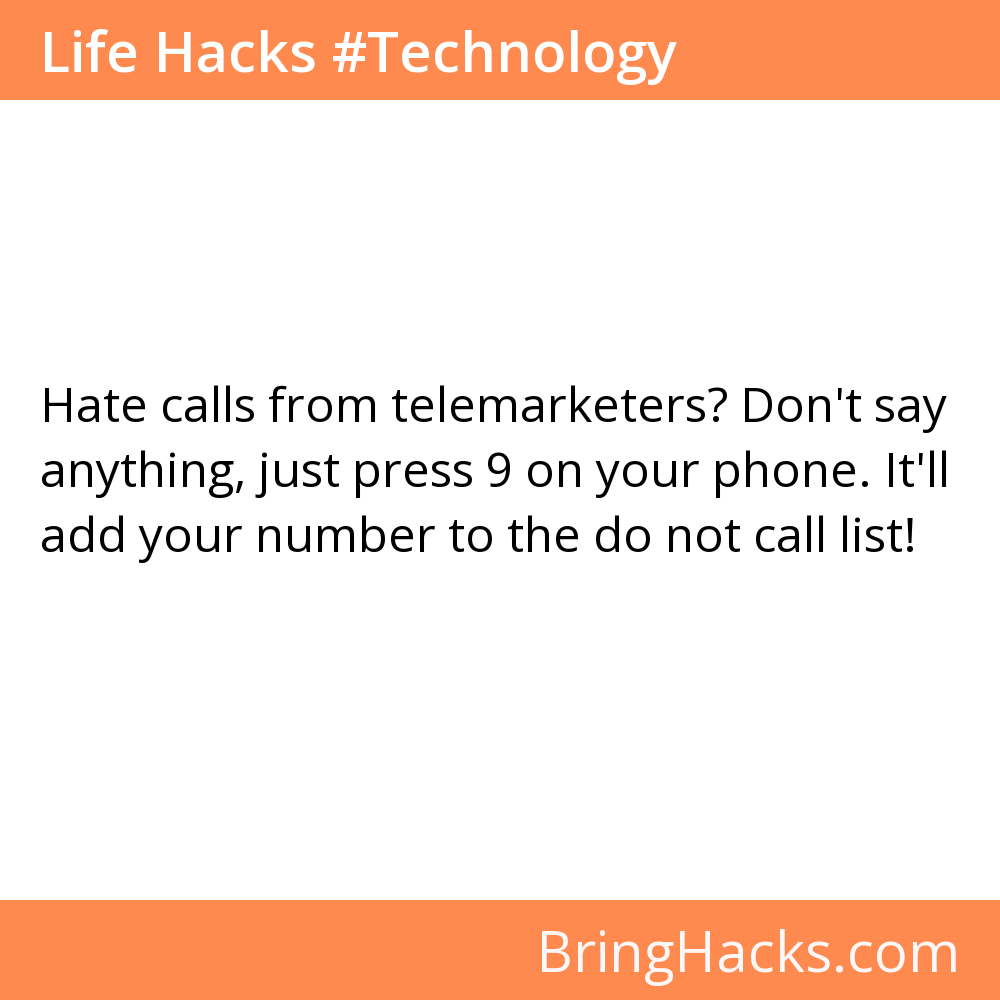 Life Hacks #Technology
Hate calls from telemarketers? Don't say
anything, just press 9 on your phone. It'll
add your number to the do not call list!
BringHacks.com